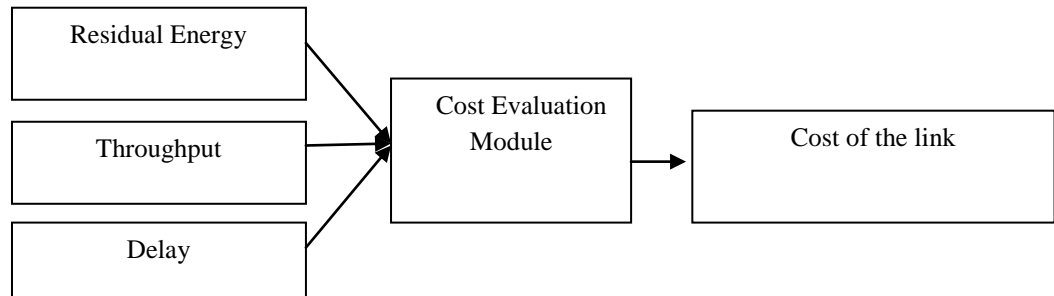 Residual Energy
Throughput
Delay
Cost Evaluation
Module
Cost of the link